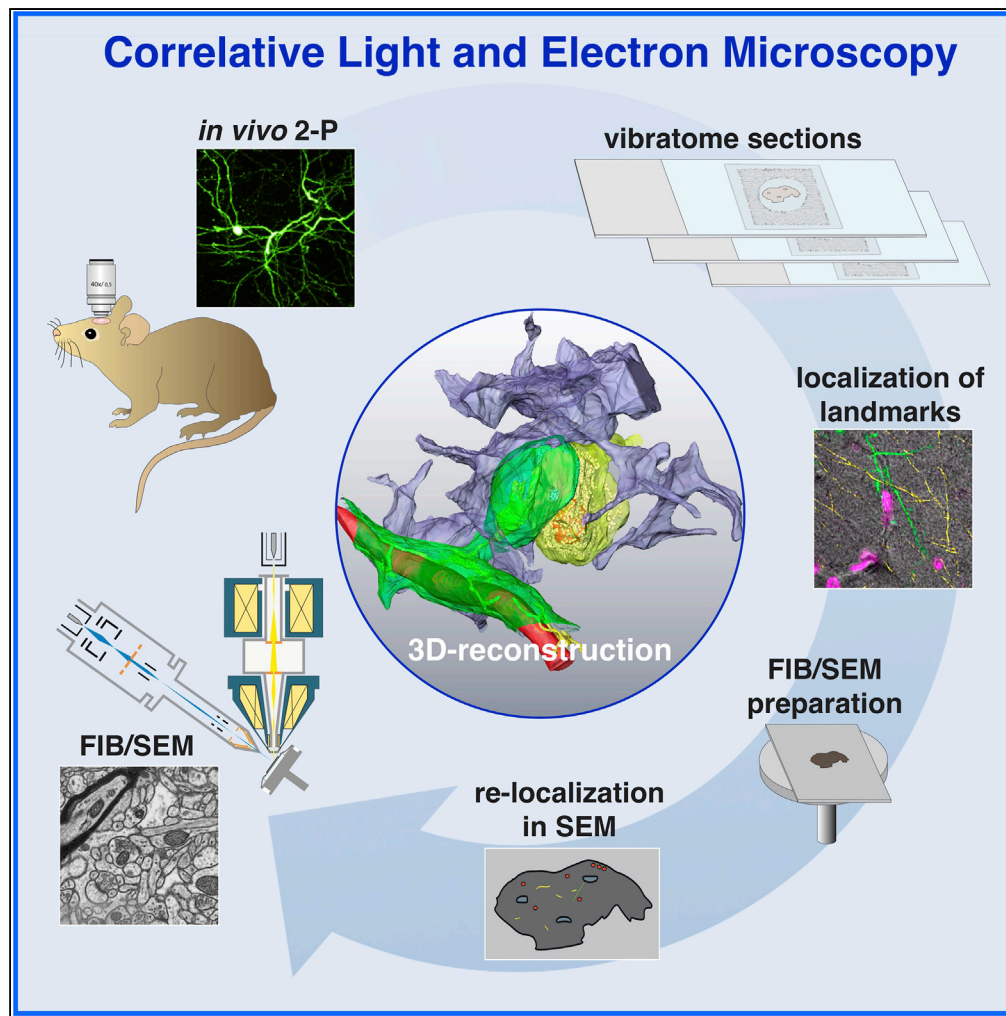 Correlative Light and Electron Microscopy
in vivo 2-P
vibratome sections
40x/ 0,5
localization of
landmarks
3D-reconstruction
FIB/SEM
preparation
FIB/SEM
re-localization
in SEM